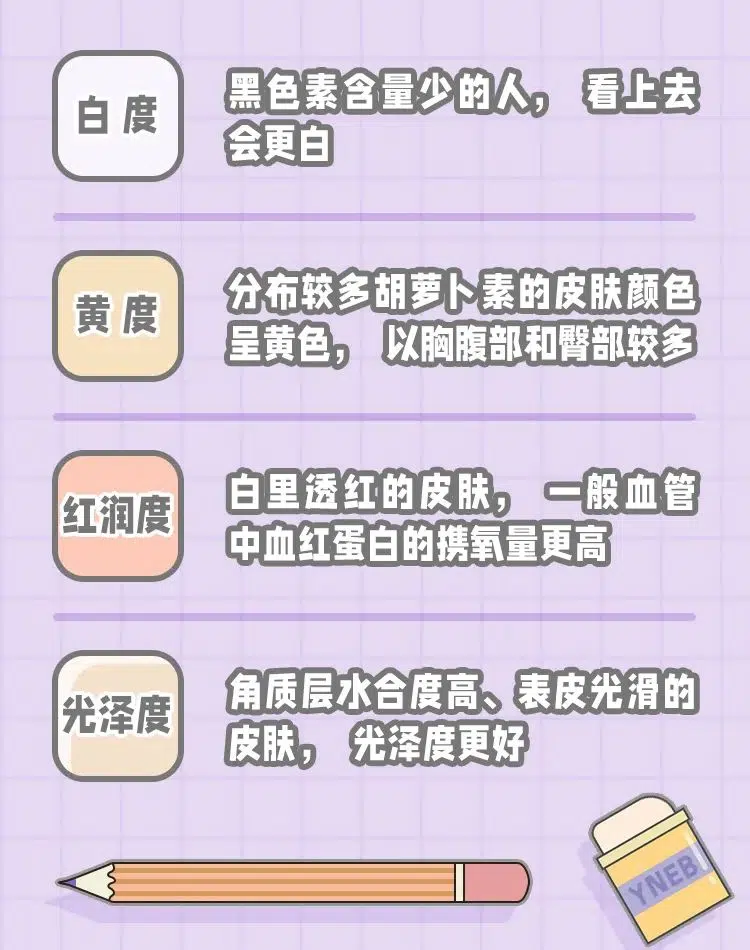 白度
黑色素含量少的人， 看上去
会更白
黄度
分布较多胡萝卜素的皮肤颜色
呈黄色， 以胸腹部和臀部较多
红润度
白里透红的皮肤， 一般血管
中血红蛋白的携氧量更高
光泽度
角质层水合度高、表皮光滑的
皮肤， 光泽度更好
YNEB